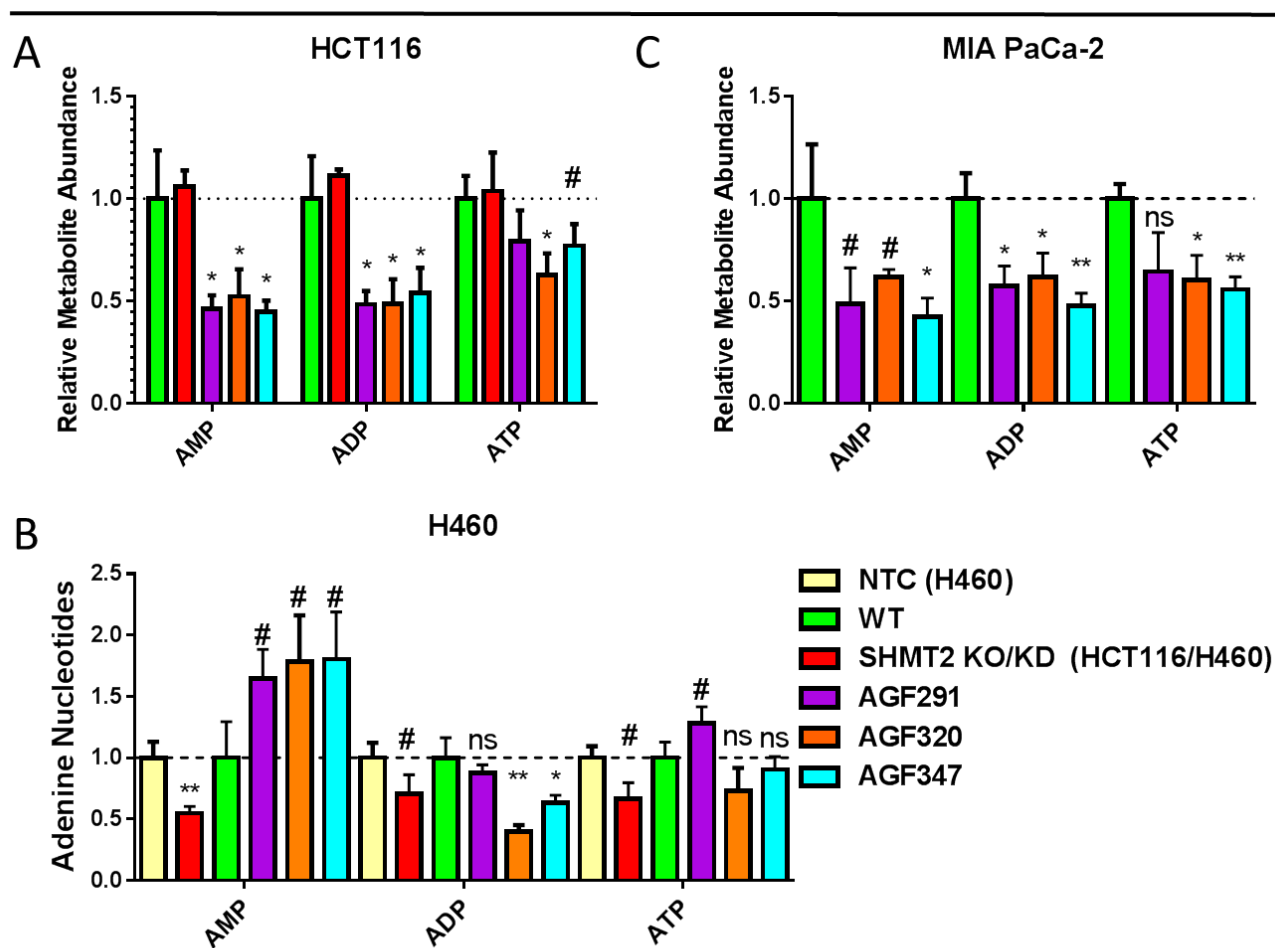 A
HCT116
Relative Metabolite Abundance
1.5
1.0
0.5
0.0
* * *
* * *
* #
AMP
ADP
ATP
C
MIA PaCa-2
Relative Metabolite Abundance
1.5
1.0
0.5
0.0
# # *
* * **
ns * **
AMP
ADP
ATP
B
H460
Adenine Nucleotides
2.5
2.0
1.5
1.0
0.5
0.0
** # # #
# ns ** *
# # ns ns
AMP
ADP
ATP
NTC (H460)
WT
SHMT2 KO/KD (HCT116/H460)
AGF291
AGF320
AGF347